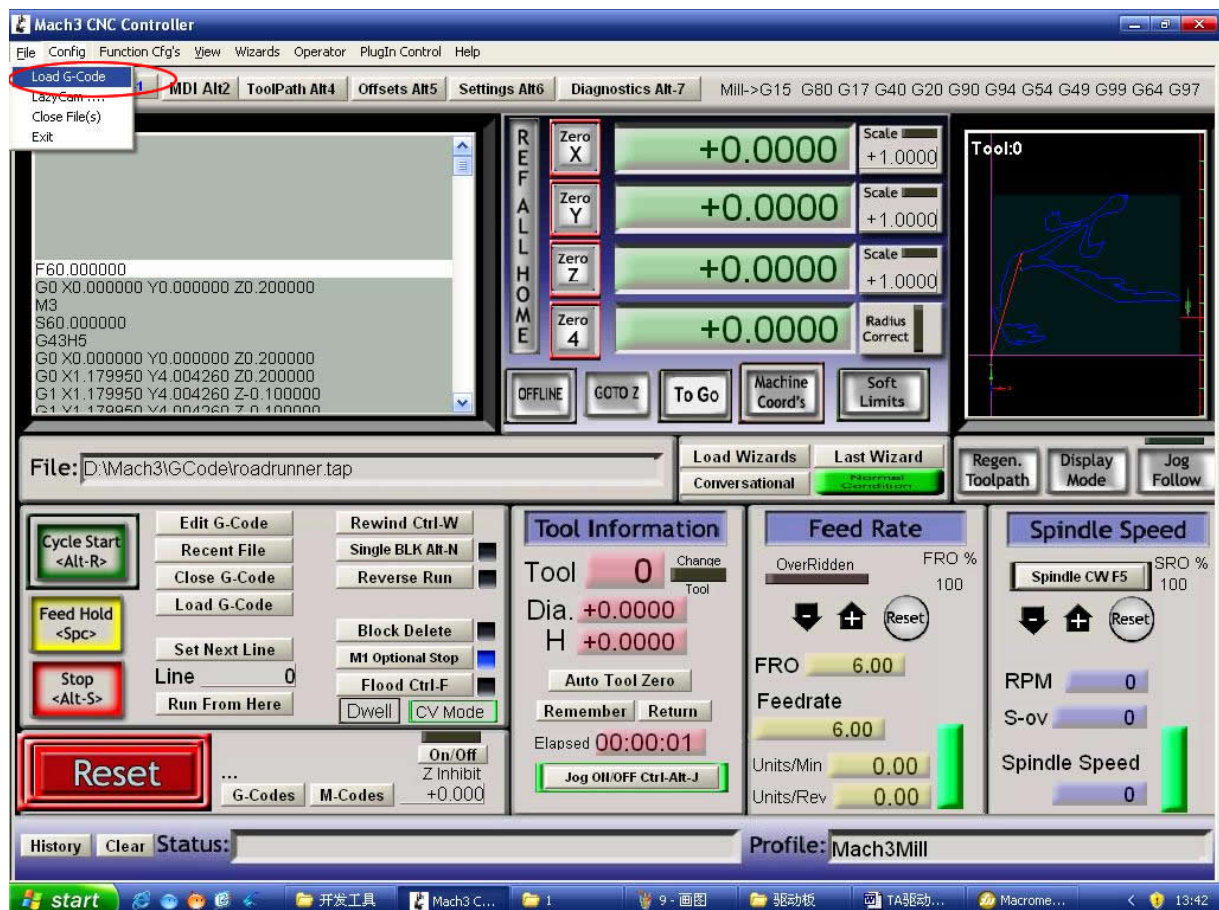 Mach3 CNC Controller
File Config Function Cfg's View Wizards Operator PlugIn Control Help
Load G-Code
LazyCam ....
Close File(s)
Exit
1 MDI Alt2 ToolPath Alt4 Offsets Alt5 Settings Alt6 Diagnostics Alt-7 Mill->G15 G80 G17 G40 G20 G90 G94 G54 G49 G99 G64 G97
F60.000000
G0 X0.000000 Y0.000000 Z0.200000
M3
S60.000000
G43H5
G0 X0.000000 Y0.000000 Z0.200000
G0 X1.179950 Y4.004260 Z0.200000
G1 X1.179950 Y4.004260 Z-0.100000
REF ALL HOME
Zero X +0.0000 Scale +1.0000
Zero Y +0.0000 Scale +1.0000
Zero Z +0.0000 Scale +1.0000
Zero 4 +0.0000 Radius Correct
OFFLINE GOTO Z To Go Machine Coord's Soft Limits
Tool:0
File: D:\Mach3\GCode\roadrunner.tap
Load Wizards Last Wizard
Conversational Normal Condition
Regen. Toolpath Display Mode Jog Follow
Cycle Start <Alt-R>
Feed Hold <Spc>
Stop <Alt-S>
Edit G-Code
Recent File
Close G-Code
Load G-Code
Set Next Line
Line 0
Run From Here
Rewind Ctrl-W
Single BLK Alt-N
Reverse Run
Block Delete
M1 Optional Stop
Flood Ctrl-F
Dwell CV Mode
Reset
...
G-Codes M-Codes
On/Off
Z Inhibit
+0.000
Tool Information
Tool 0 Change Tool
Dia. +0.0000
H +0.0000
Auto Tool Zero
Remember Return
Elapsed 00:00:01
Jog ON/OFF Ctrl-Alt-J
Feed Rate
OverRidden FRO %
100
Reset
FRO 6.00
Feedrate
6.00
Units/Min 0.00
Units/Rev 0.00
Spindle Speed
Spindle CW F5 SRO %
100
Reset
RPM 0
S-ov 0
Spindle Speed
0
History Clear Status:
Profile: Mach3Mill
start 开发工具 Mach3 C... 1 9 - 画图 驱动板 TA驱动... Macrome... 13:42